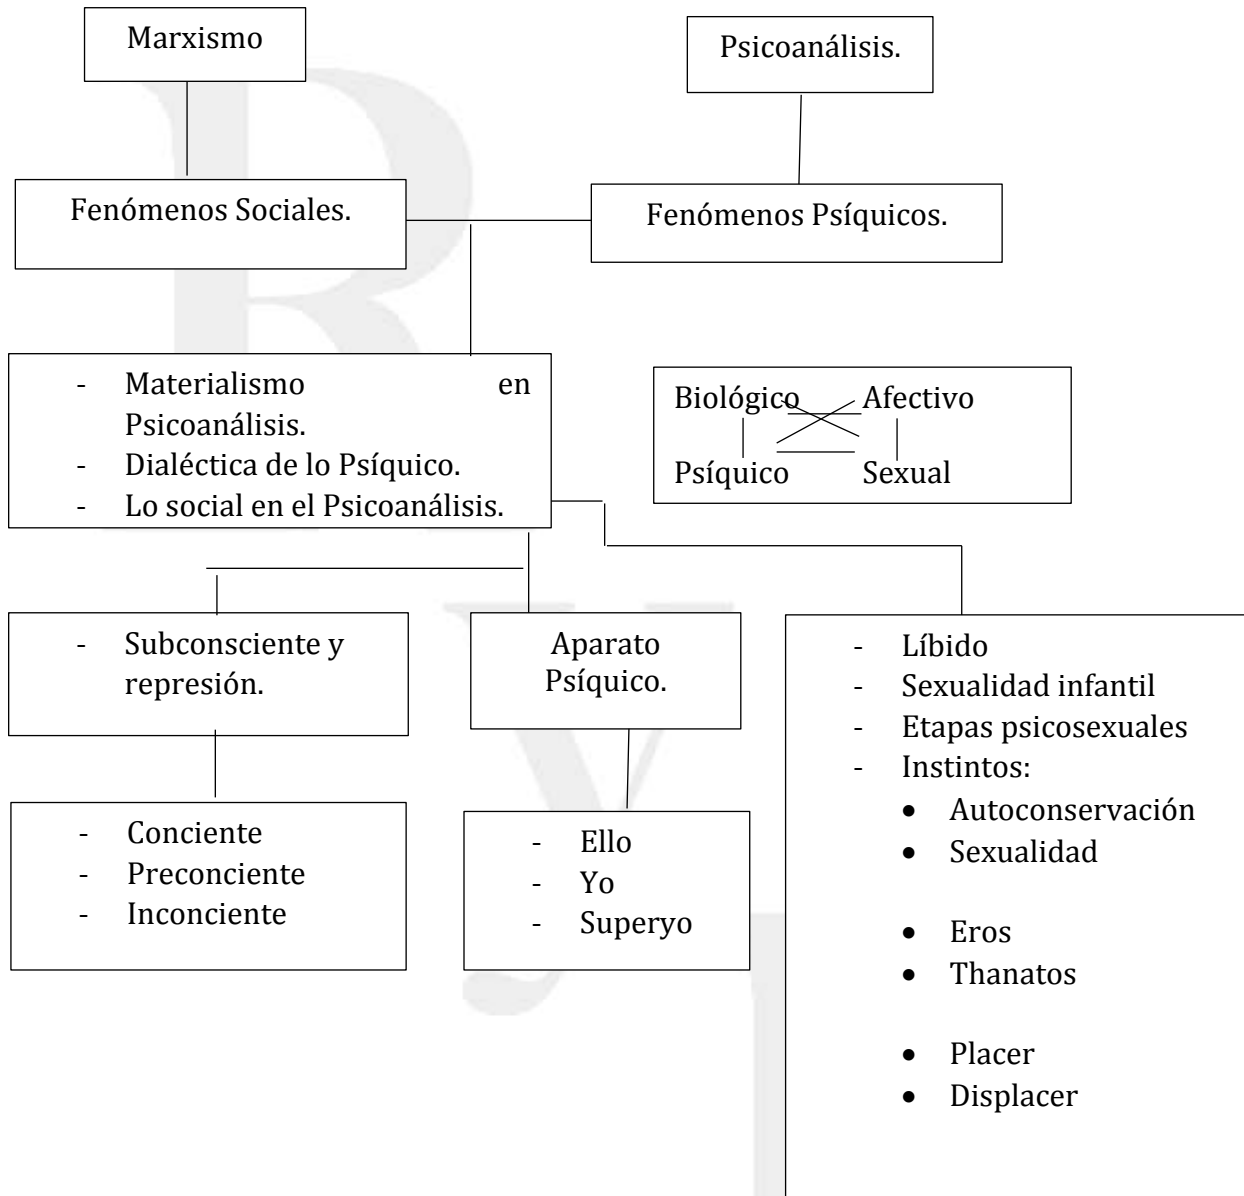 Marxismo
Psicoanálisis.
Fenómenos Sociales.
Fenómenos Psíquicos.
- Materialismo en
Psicoanálisis.
- Dialéctica de lo Psíquico.
- Lo social en el Psicoanálisis.
Biológico Afectivo
Psíquico Sexual
- Subconsciente y
represión.
Aparato
Psíquico.
- Líbido
- Sexualidad infantil
- Etapas psicosexuales
- Instintos:
• Autoconservación
• Sexualidad
• Eros
• Thanatos
• Placer
• Displacer
- Conciente
- Preconciente
- Inconciente
- Ello
- Yo
- Superyo
R
y